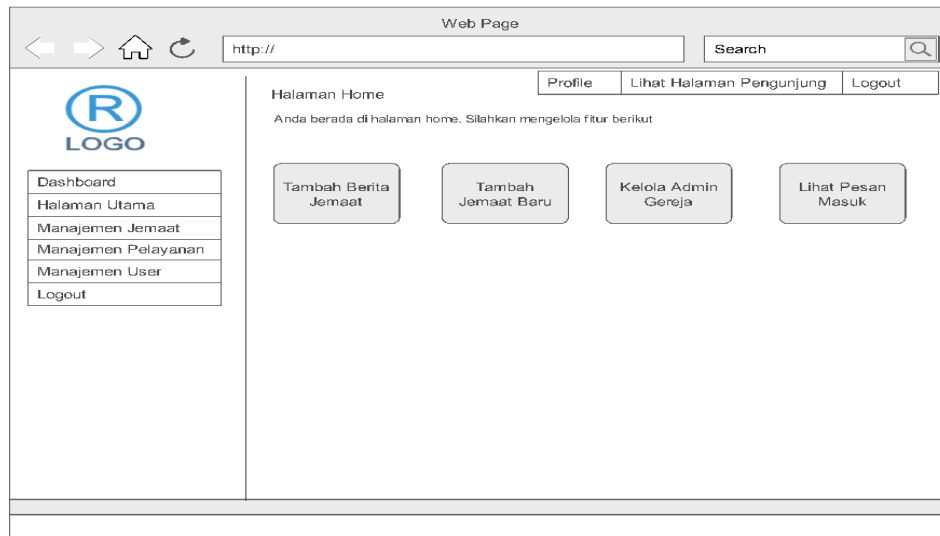 Web Page
http://
Search
Profile
Lihat Halaman Pengunjung
Logout
R
LOGO
Halaman Home
Anda berada di halaman home. Silahkan mengelola fitur berikut
Dashboard
Halaman Utama
Manajemen Jemaat
Manajemen Pelayanan
Manajemen User
Logout
Tambah Berita
Jemaat
Tambah
Jemaat Baru
Kelola Admin
Gereja
Lihat Pesan
Masuk